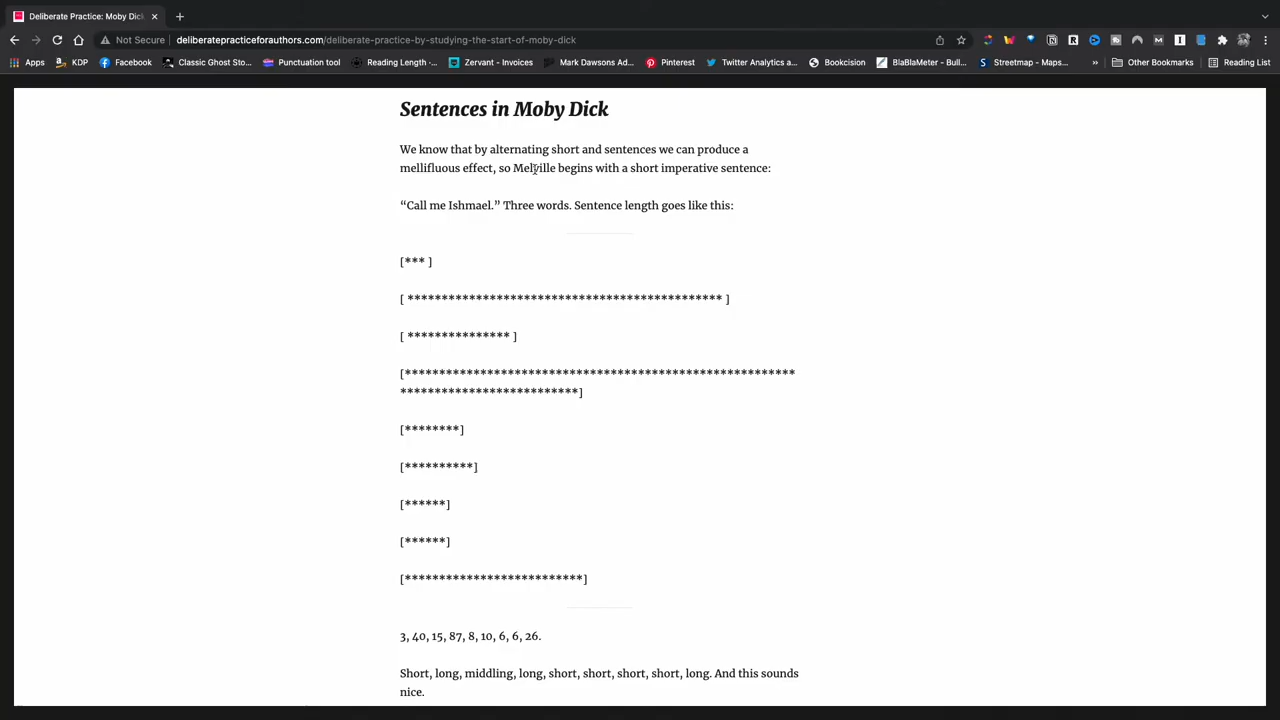 Deliberate Practice: Moby Dick
Not Secure
deliberatepracticeforauthors.com/deliberate-practice-by-studying-the-start-of-moby-dick
Apps
KDP
Facebook
Classic Ghost Sto...
Punctuation tool
Reading Length -...
Zervant - Invoices
Mark Dawsons Ad...
Pinterest
Twitter Analytics a...
Bookcision
BlaBlaMeter - Bull...
Streetmap - Maps...
»
Other Bookmarks
Reading List
Sentences in Moby Dick
We know that by alternating short and sentences we can produce a
mellifluous effect, so Melville begins with a short imperative sentence:
“Call me Ishmael.” Three words. Sentence length goes like this:
[*** ]
[ ********************************************** ]
[ *************** ]
[*********************************************************
**************************]
[********]
[**********]
[******]
[******]
[**************************]
3, 40, 15, 87, 8, 10, 6, 6, 26.
Short, long, middling, long, short, short, short, short, long. And this sounds
nice.